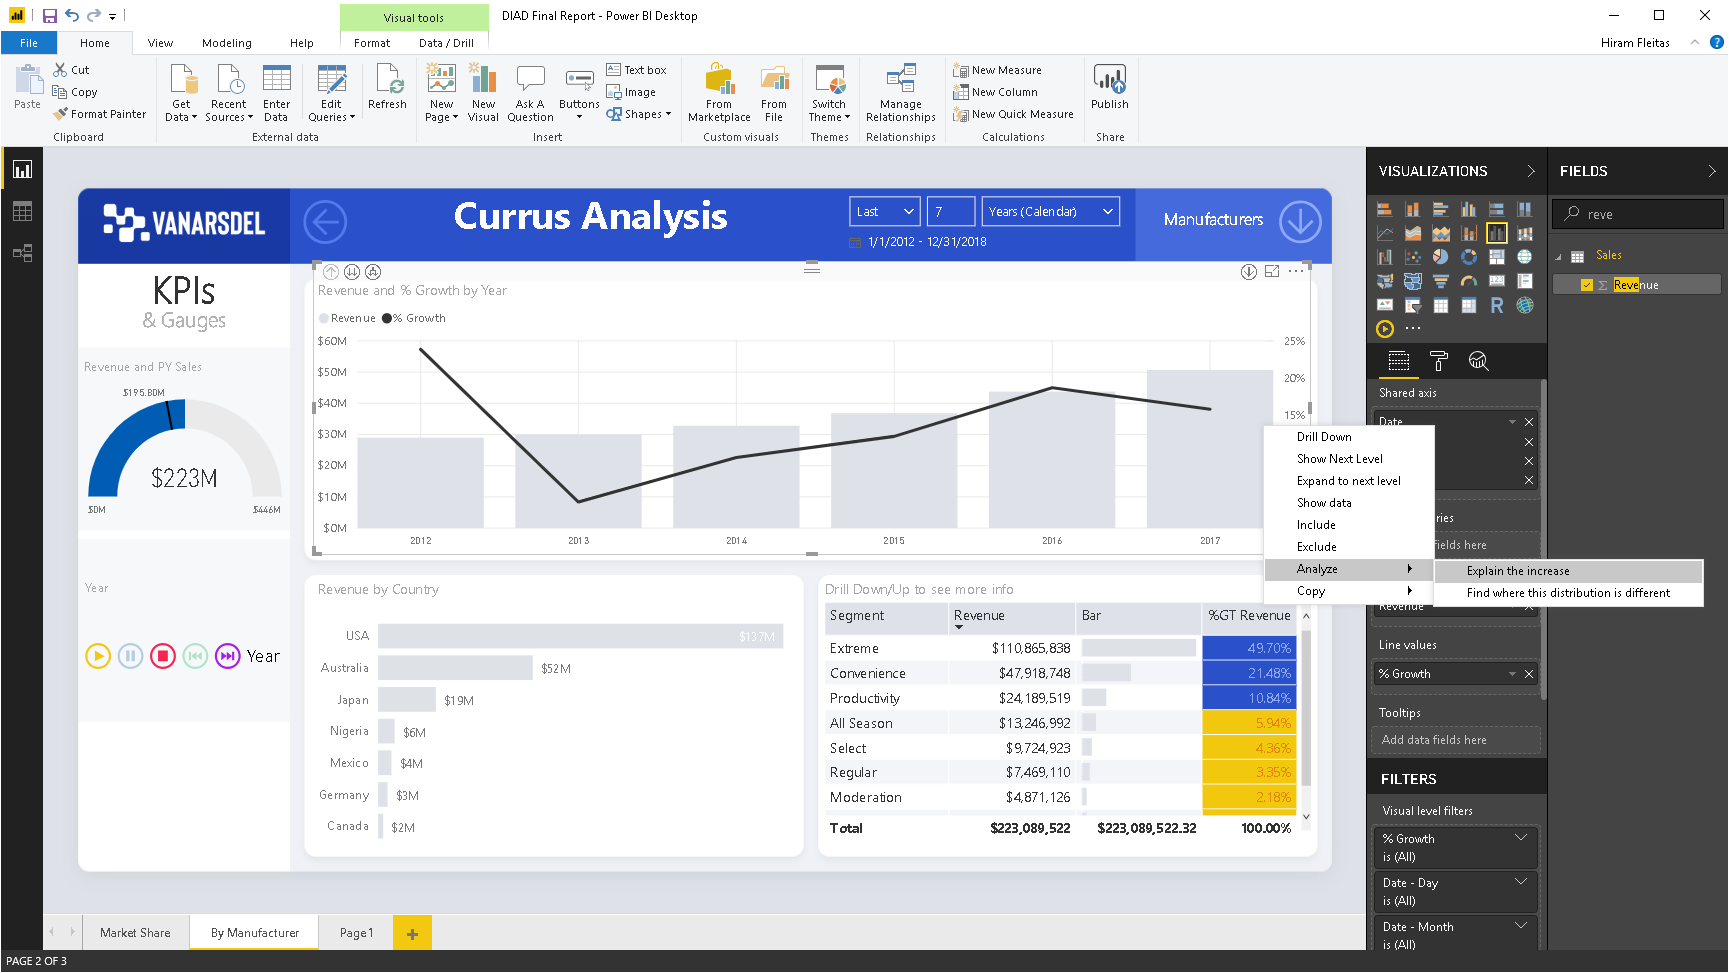 Visual tools
DIAD Final Report - Power BI Desktop
File
Home
View
Modeling
Help
Format
Data / Drill
Hiram Fleitas
Paste
Cut
Copy
Format Painter
Clipboard
Get Data
Recent Sources
Enter Data
Edit Queries
Refresh
External data
New Page
New Visual
Ask A Question
Buttons
Text box
Image
Shapes
Insert
From Marketplace
From File
Custom visuals
Switch Theme
Themes
Manage Relationships
Relationships
New Measure
New Column
New Quick Measure
Calculations
Publish
Share
VANARSDEL
Currus Analysis
Last
7
Years (Calendar)
1/1/2012 - 12/31/2018
Manufacturers
KPIs
& Gauges
Revenue and PY Sales
$195.80M
$223M
$0M
$446M
Year
Year
Revenue and % Growth by Year
Revenue
% Growth
$60M
$50M
$40M
$30M
$20M
$10M
$0M
25%
20%
15%
2012
2013
2014
2015
2016
2017
Drill Down
Show Next Level
Expand to next level
Show data
Include
Exclude
Analyze
Copy
Explain the increase
Find where this distribution is different
Revenue by Country
USA $137M
Australia $52M
Japan $19M
Nigeria $6M
Mexico $4M
Germany $3M
Canada $2M
Drill Down/Up to see more info
Segment Revenue Bar %GT Revenue
Extreme $110,865,838 49.70%
Convenience $47,918,748 21.48%
Productivity $24,189,519 10.84%
All Season $13,246,992 5.94%
Select $9,724,923 4.36%
Regular $7,469,110 3.35%
Moderation $4,871,126 2.18%
Total $223,089,522 $223,089,522.32 100.00%
VISUALIZATIONS
R
Shared axis
Date
ries
fields here
Revenue
Line values
% Growth
Tooltips
Add data fields here
FILTERS
Visual level filters
% Growth
is (All)
Date - Day
is (All)
Date - Month
is (All)
FIELDS
reve
Sales
Revenue
Market Share
By Manufacturer
Page 1
PAGE 2 OF 3